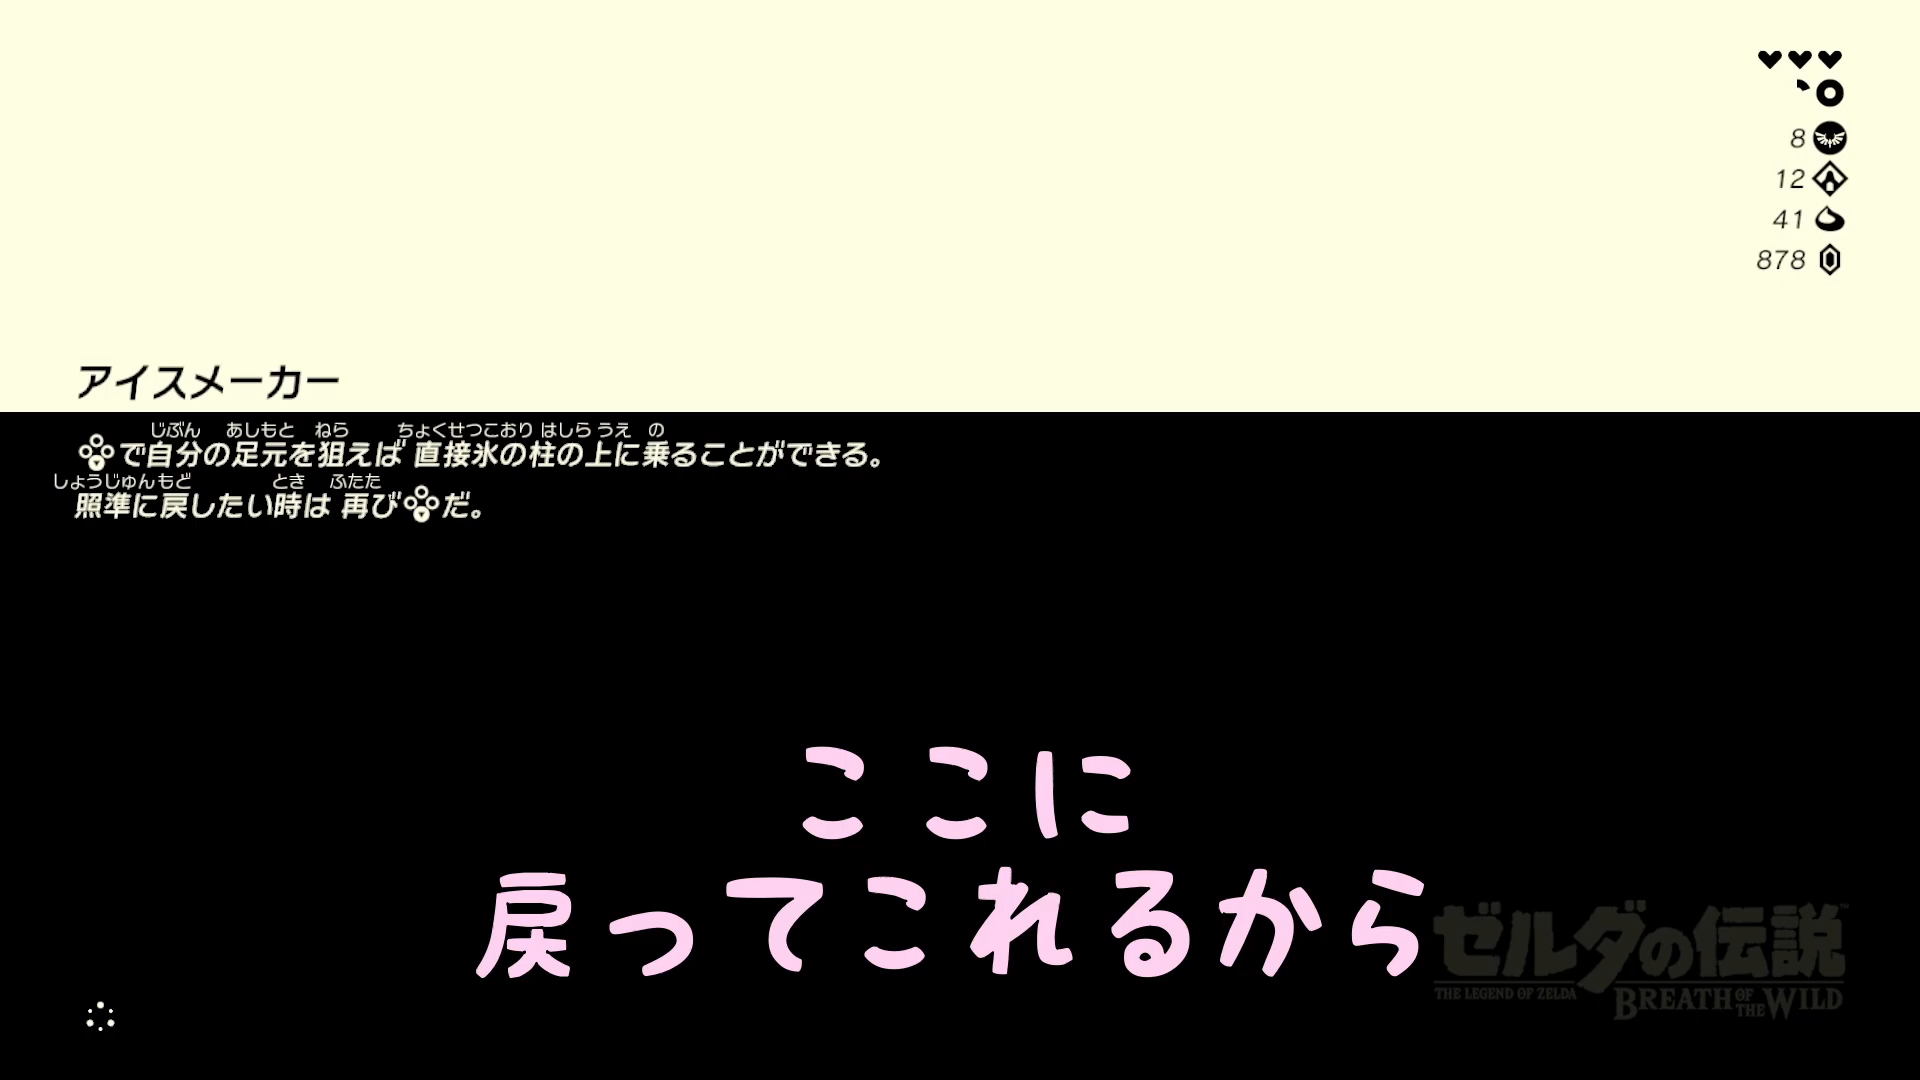 8
12
41
878
アイスメーカー
じぶん あしもと ねら ちょくせつこおり はしら うえ の
で自分の足元を狙えば 直接氷の柱の上に乗ることができる。
しょうじゅんもど とき ふたた
照準に戻したい時は 再び だ。
ここに
戻ってこれるから
ゼルダの伝説™
THE LEGEND OF ZELDA
BREATH OF THE WILD